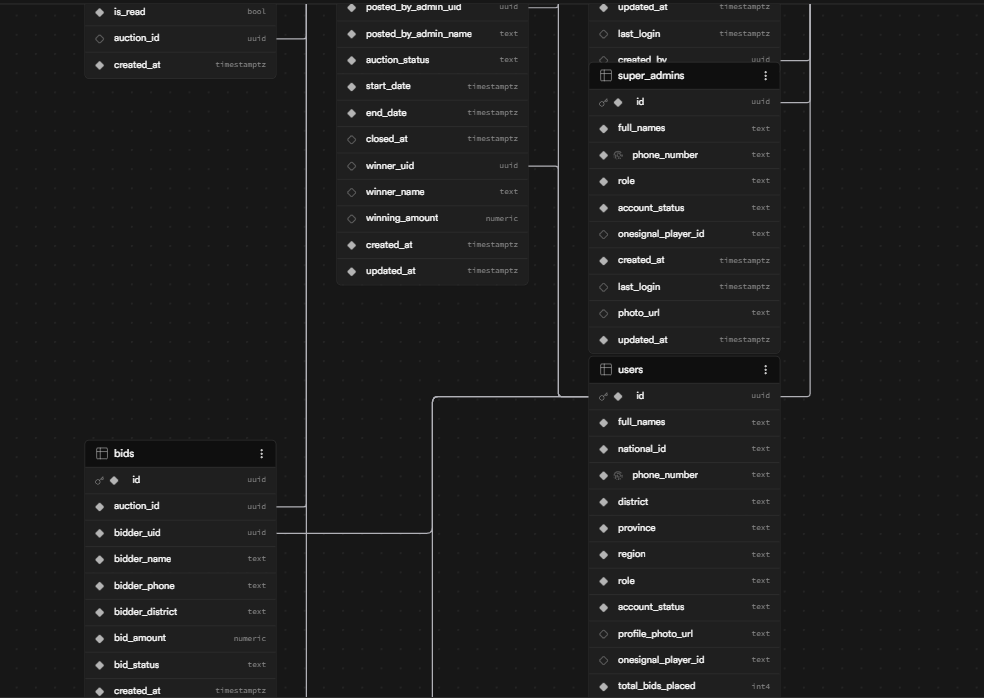 is_read bool
auction_id uuid
created_at timestamptz
posted_by_admin_uid uuid
posted_by_admin_name text
auction_status text
start_date timestamptz
end_date timestamptz
closed_at timestamptz
winner_uid uuid
winner_name text
winning_amount numeric
created_at timestamptz
updated_at timestamptz
updated_at timestamptz
last_login timestamptz
created_by uuid
super_admins
id uuid
full_names text
phone_number text
role text
account_status text
onesignal_player_id text
created_at timestamptz
last_login timestamptz
photo_url text
updated_at timestamptz
users
id uuid
full_names text
national_id text
phone_number text
district text
province text
region text
role text
account_status text
profile_photo_url text
onesignal_player_id text
total_bids_placed int4
bids
id uuid
auction_id uuid
bidder_uid uuid
bidder_name text
bidder_phone text
bidder_district text
bid_amount numeric
bid_status text
created_at timestamptz